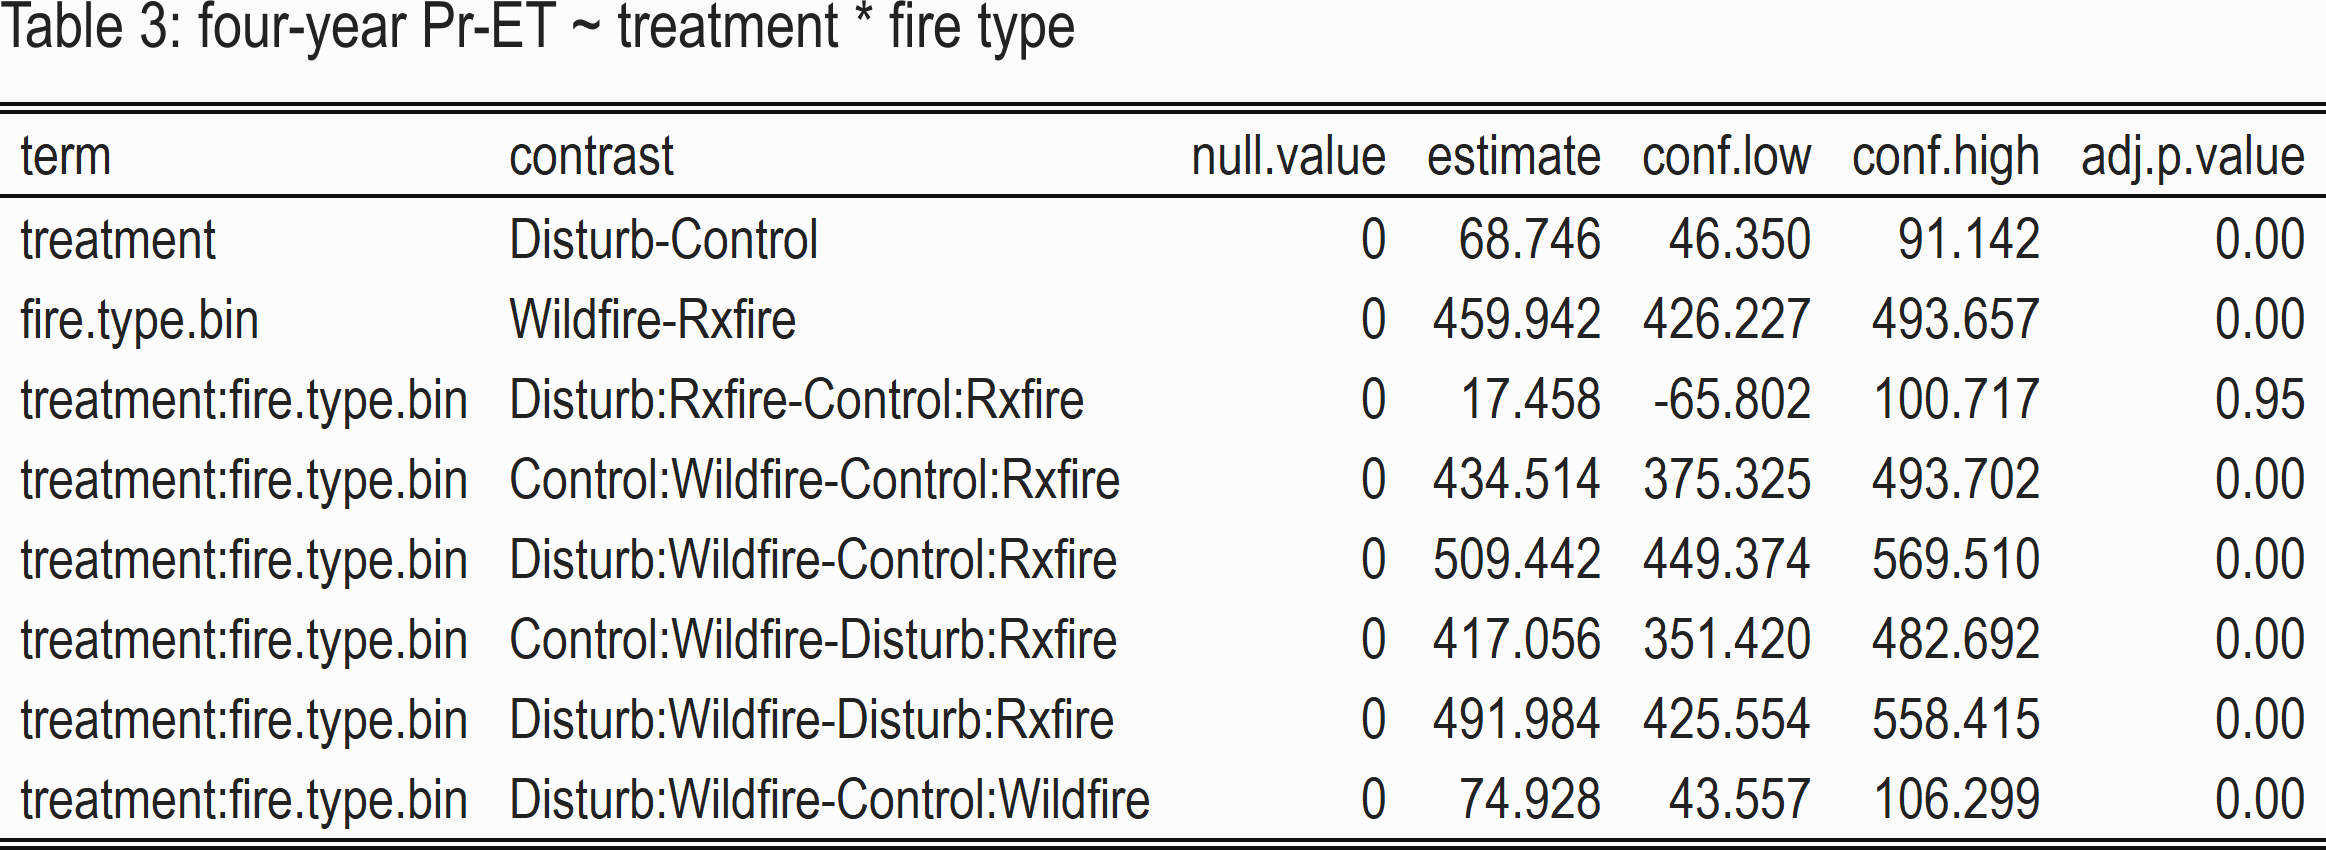 Table 3: four-year Pr-ET ~ treatment * fire type
term contrast null.value estimate conf.low conf.high adj.p.value
treatment Disturb-Control 0 68.746 46.350 91.142 0.00
fire.type.bin Wildfire-Rxfire 0 459.942 426.227 493.657 0.00
treatment:fire.type.bin Disturb:Rxfire-Control:Rxfire 0 17.458 -65.802 100.717 0.95
treatment:fire.type.bin Control:Wildfire-Control:Rxfire 0 434.514 375.325 493.702 0.00
treatment:fire.type.bin Disturb:Wildfire-Control:Rxfire 0 509.442 449.374 569.510 0.00
treatment:fire.type.bin Control:Wildfire-Disturb:Rxfire 0 417.056 351.420 482.692 0.00
treatment:fire.type.bin Disturb:Wildfire-Disturb:Rxfire 0 491.984 425.554 558.415 0.00
treatment:fire.type.bin Disturb:Wildfire-Control:Wildfire 0 74.928 43.557 106.299 0.00